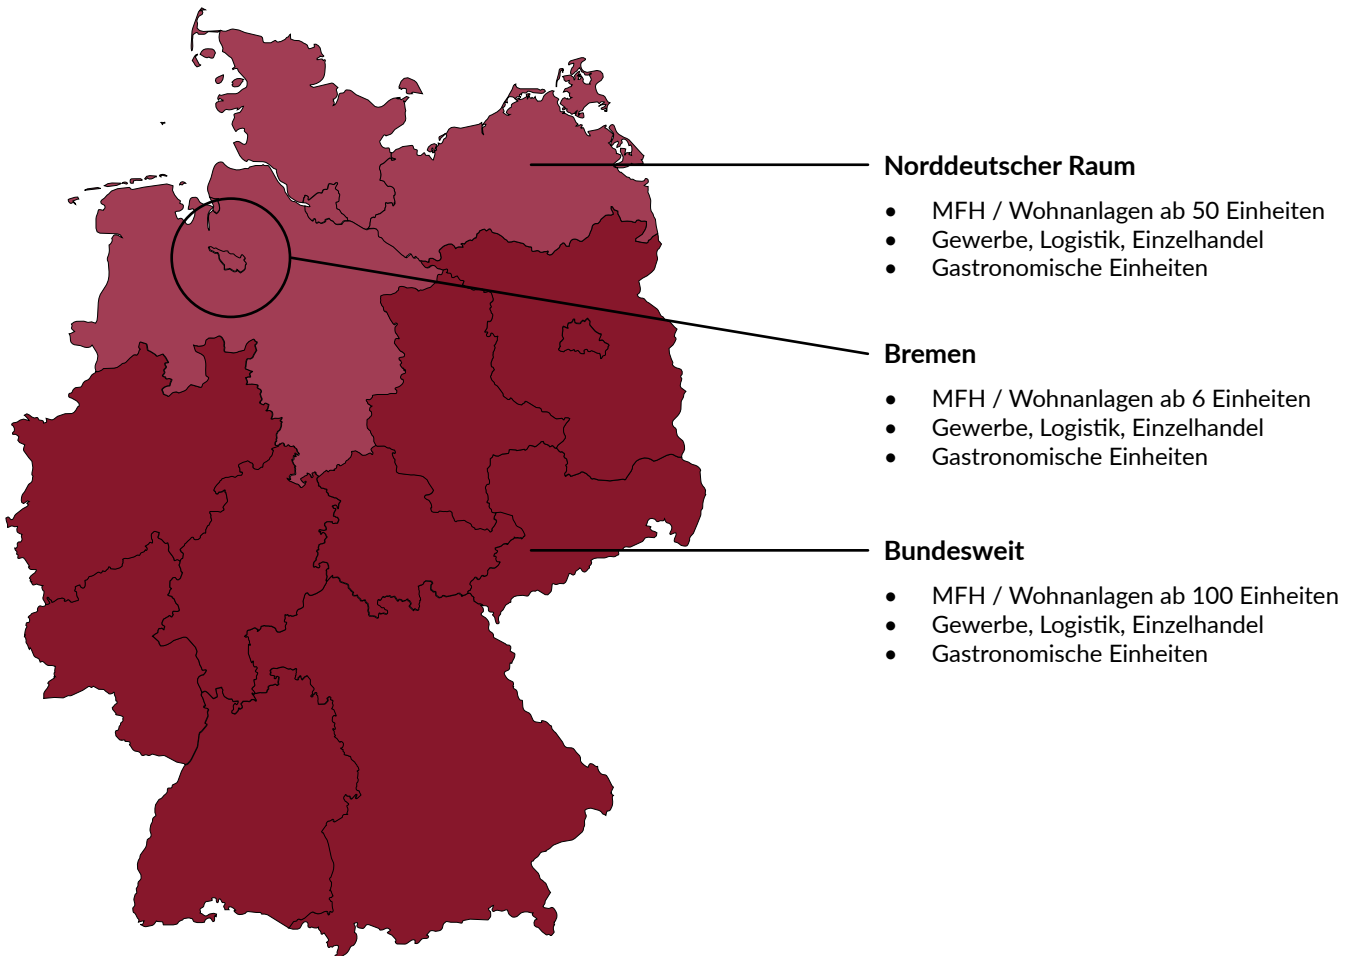 Norddeutscher Raum
• MFH / Wohnanlagen ab 50 Einheiten
• Gewerbe, Logistik, Einzelhandel
• Gastronomische Einheiten
Bremen
• MFH / Wohnanlagen ab 6 Einheiten
• Gewerbe, Logistik, Einzelhandel
• Gastronomische Einheiten
Bundesweit
• MFH / Wohnanlagen ab 100 Einheiten
• Gewerbe, Logistik, Einzelhandel
• Gastronomische Einheiten